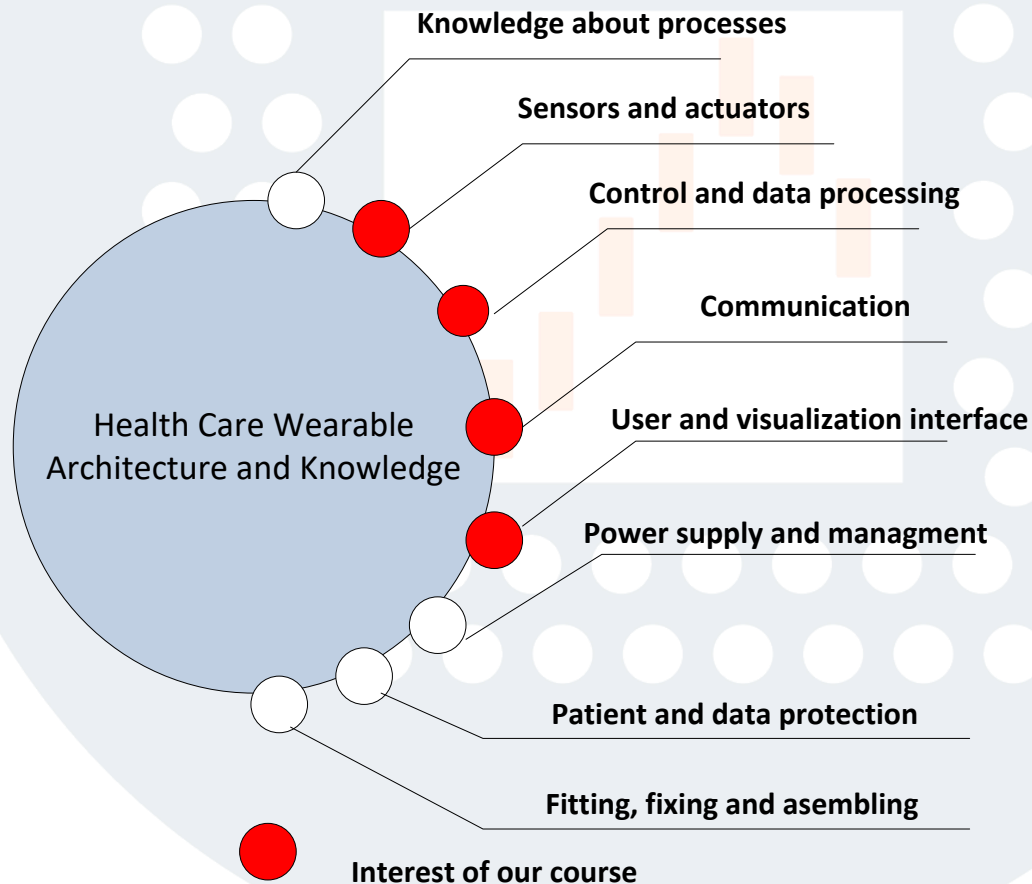 Knowledge about processes
Sensors and actuators
Control and data processing
Communication
User and visualization interface
Health Care Wearable
Architecture and Knowledge
Power supply and managment
Patient and data protection
Fitting, fixing and asembling
Interest of our course